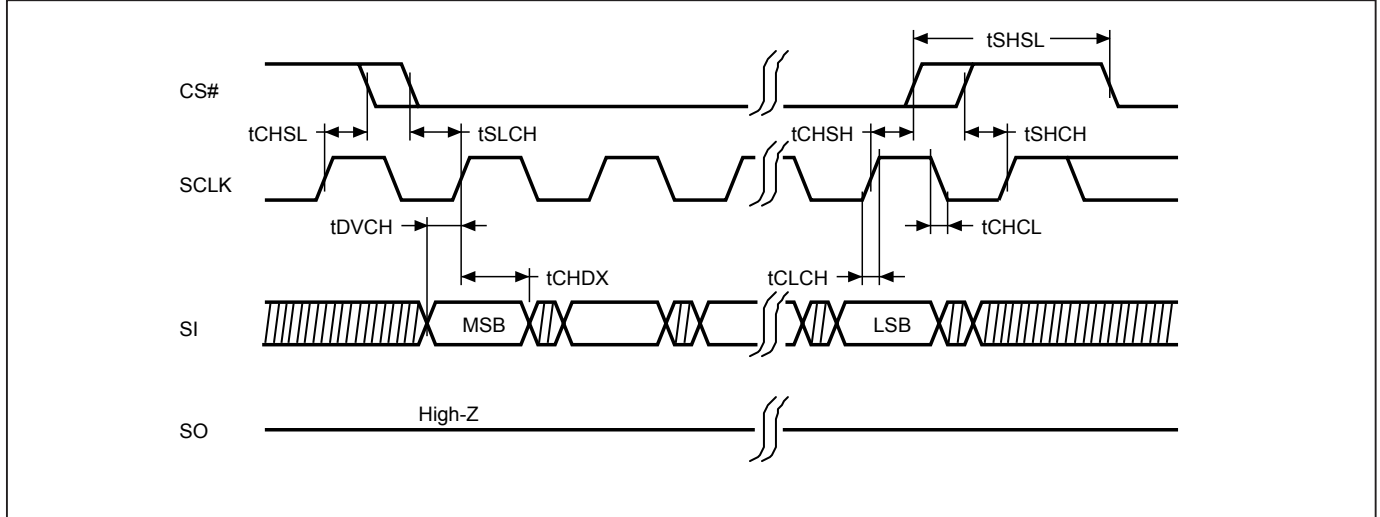 tSHSL
CS#
tCHSL
tSLCH
tCHSH
tSHCH
SCLK
tDVCH
tCHCL
tCHDX
tCLCH
SI
MSB
LSB
High-Z
SO